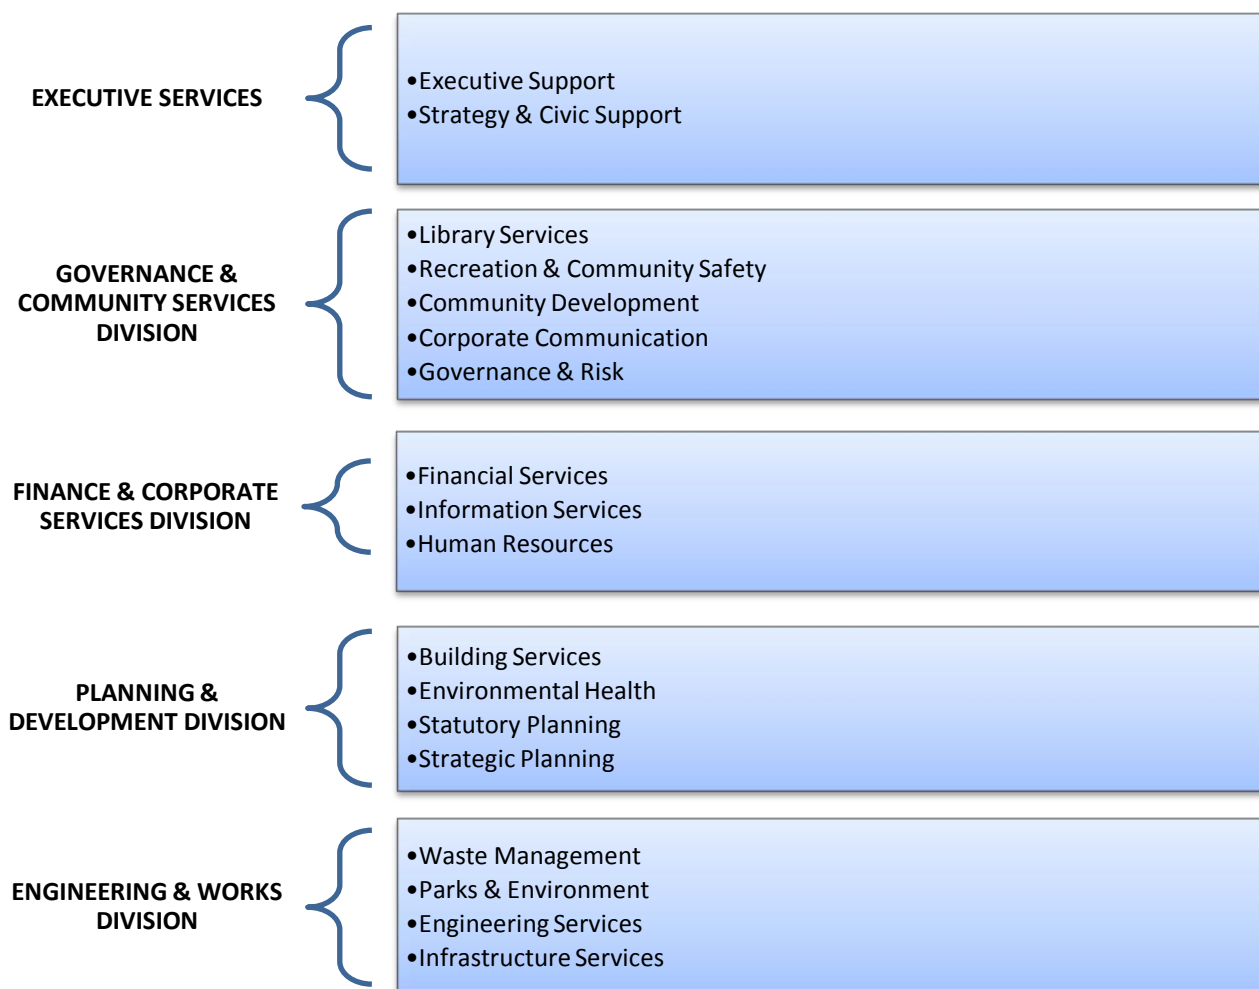 EXECUTIVE SERVICES
•Executive Support
•Strategy & Civic Support
GOVERNANCE &
COMMUNITY SERVICES
DIVISION
•Library Services
•Recreation & Community Safety
•Community Development
•Corporate Communication
•Governance & Risk
FINANCE & CORPORATE
SERVICES DIVISION
•Financial Services
•Information Services
•Human Resources
PLANNING &
DEVELOPMENT DIVISION
•Building Services
•Environmental Health
•Statutory Planning
•Strategic Planning
ENGINEERING & WORKS
DIVISION
•Waste Management
•Parks & Environment
•Engineering Services
•Infrastructure Services